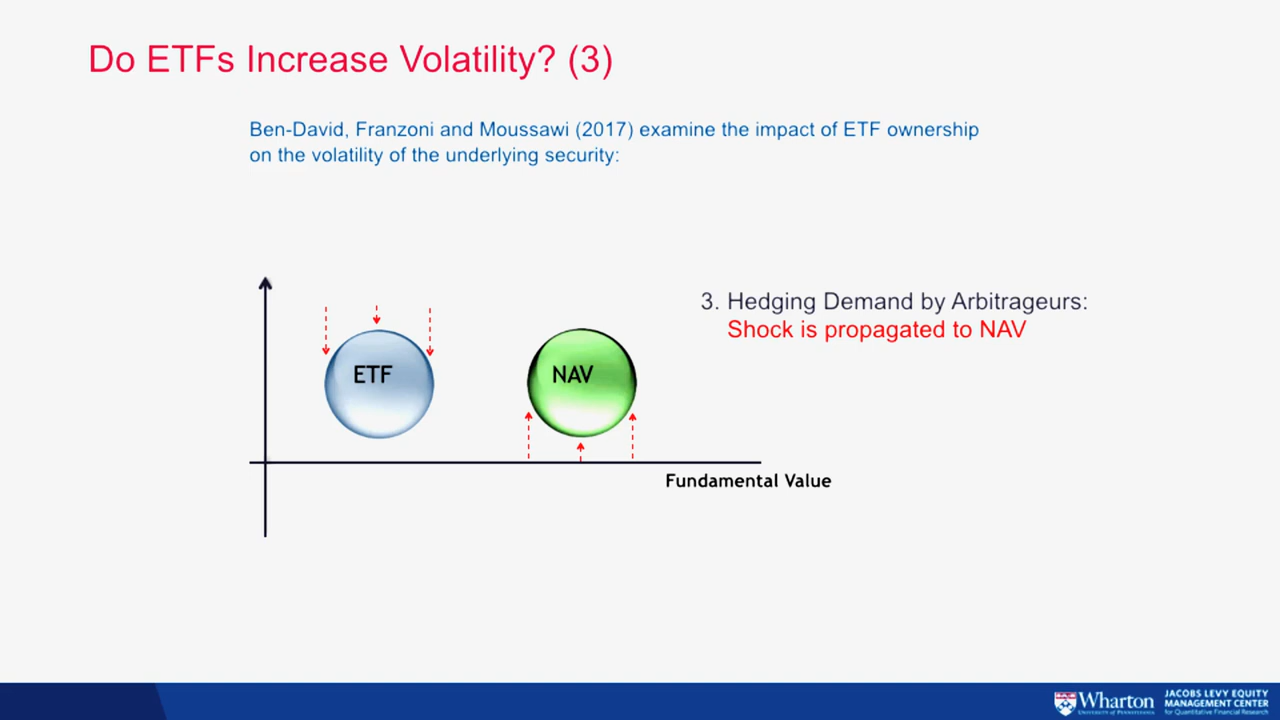 Do ETFs Increase Volatility? (3)
Ben-David, Franzoni and Moussawi (2017) examine the impact of ETF ownership
on the volatility of the underlying security:
3. Hedging Demand by Arbitrageurs:
Shock is propagated to NAV
ETF
NAV
Fundamental Value
Wharton
UNIVERSITY of PENNSYLVANIA
JACOBS LEVY EQUITY
MANAGEMENT CENTER
for Quantitative Financial Research